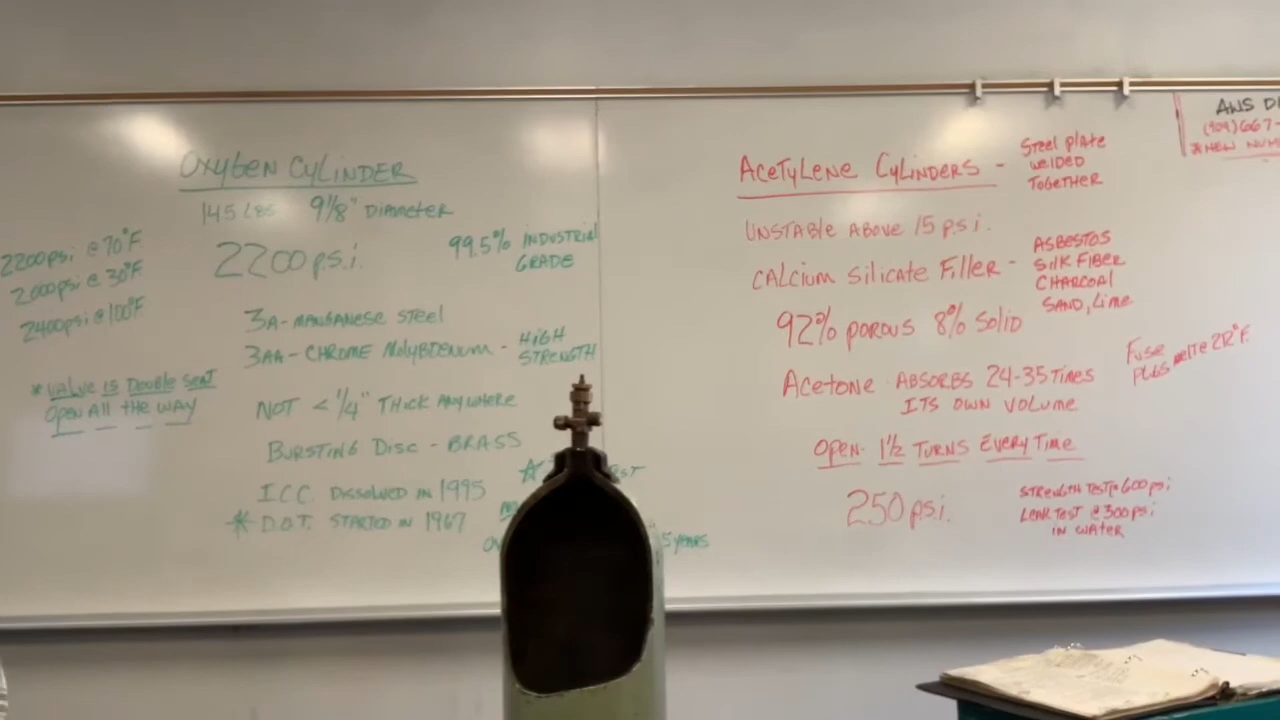 OXYGEN CYLINDER
145 LBS 9 1/8" DIAMETER
2200 p.s.i.
99.5% INDUSTRIAL
GRADE
2200psi @ 70°F
2000psi @ 30°F
2400psi @ 100°F
3A-MANGANESE STEEL
3AA-CHROME MOLYBDENUM - HIGH
STRENGTH
* VALVE IS DOUBLE SEAT
OPEN ALL THE WAY
NOT < 1/4" THICK ANYWHERE
BURSTING DISC - BRASS
I.C.C. DISSOLVED IN 1995
* D.O.T. STARTED IN 1967
5 YEARS
ACETYLENE CYLINDERS - STEEL PLATE
WELDED
TOGETHER
UNSTABLE ABOVE 15 p.s.i.
CALCIUM SILICATE FILLER - ASBESTOS
SILK FIBER
CHARCOAL
SAND, LIME
92% POROUS 8% SOLID
FUSE
PLUG 212°F.
ACETONE ABSORBS 24-35 TIMES
ITS OWN VOLUME
OPEN- 1 1/2 TURNS EVERY TIME
250 p.s.i.
STRENGTH TEST 600 psi
LEAK TEST @ 300 psi
IN WATER
ANS
(909)667-
*NEW